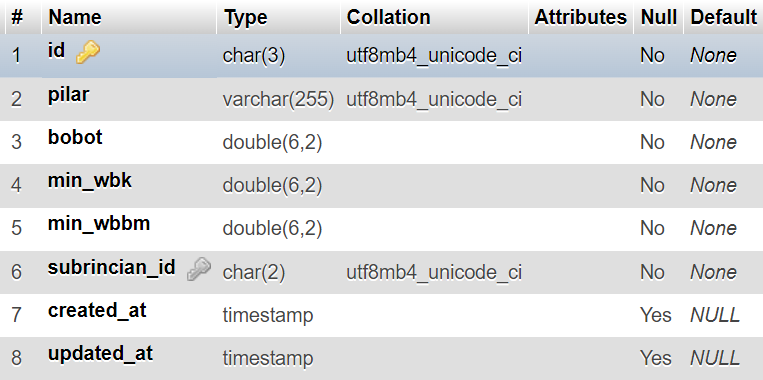 # Name Type Collation Attributes Null Default
1 id char(3) utf8mb4_unicode_ci No None
2 pilar varchar(255) utf8mb4_unicode_ci No None
3 bobot double(6,2) No None
4 min_wbk double(6,2) No None
5 min_wbbm double(6,2) No None
6 subrincian_id char(2) utf8mb4_unicode_ci No None
7 created_at timestamp Yes NULL
8 updated_at timestamp Yes NULL